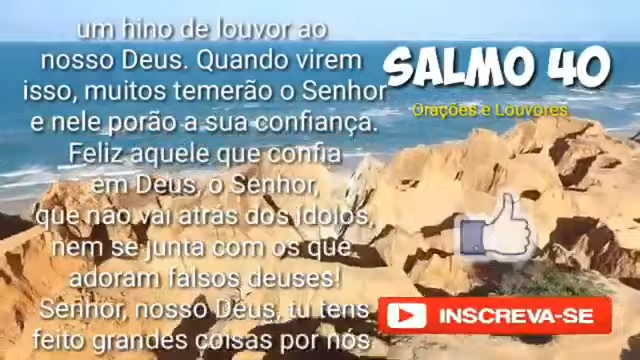 um hino de louvor ao
nosso Deus. Quando virem
isso, muitos temerão o Senhor
e nele porão a sua confiança.
Feliz aquele que confia
em Deus, o Senhor,
que não vai atrás dos ídolos,
nem se junta com os que
adoram falsos deuses!
Senhor, nosso Deus, tu tens
feito grandes coisas por nós.
SALMO 40
Orações e Louvores
INSCREVA-SE